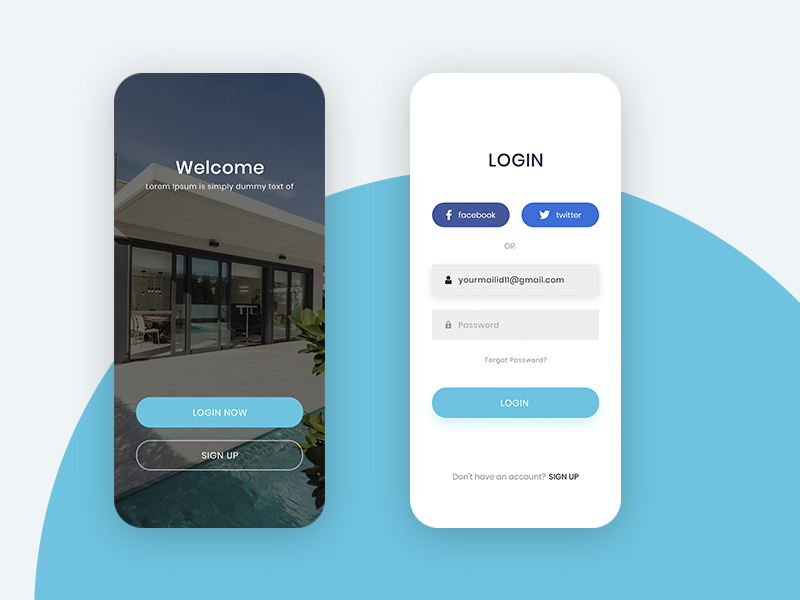 Welcome
Lorem Ipsum is simply dummy text of
LOGIN NOW
SIGN UP
LOGIN
facebook
twitter
OR
yourmailid11@gmail.com
Password
Forgot Password?
LOGIN
Don't have an account? SIGN UP